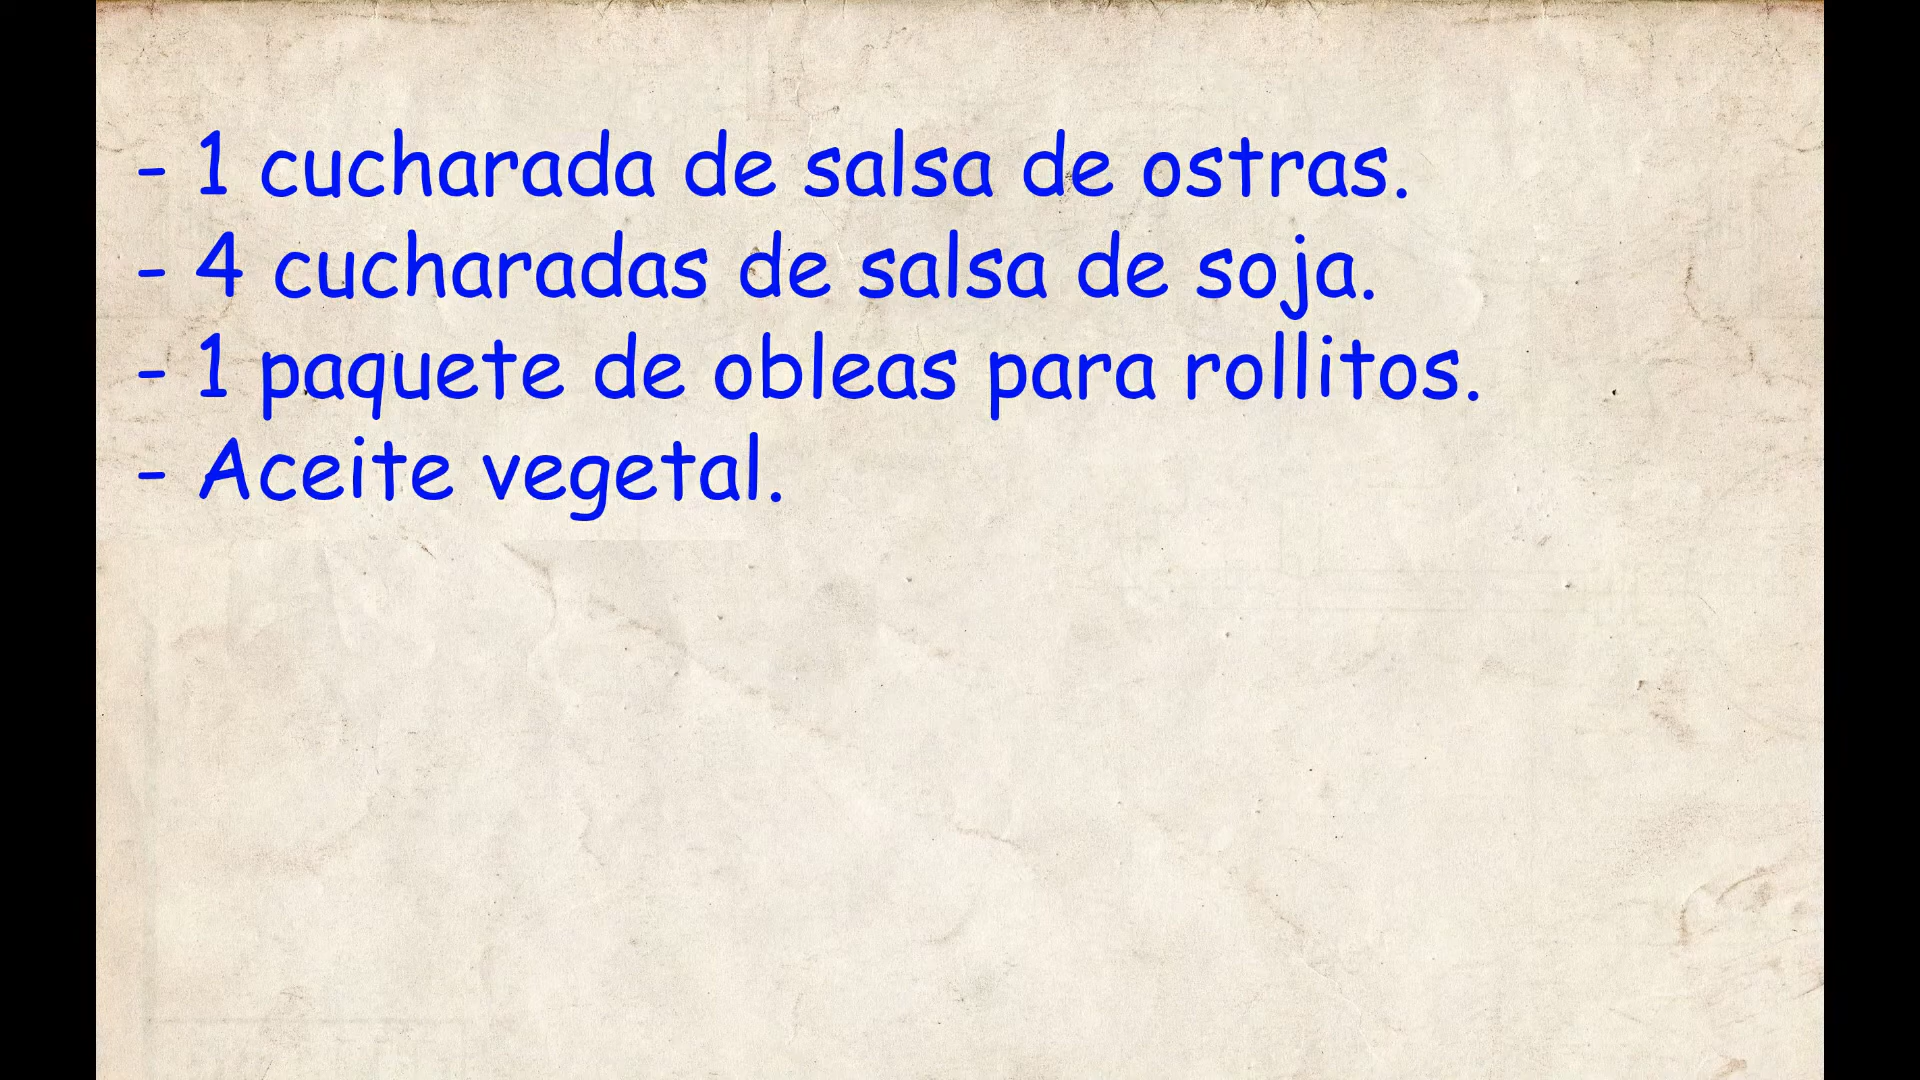 - 1 cucharada de salsa de ostras.
- 4 cucharadas de salsa de soja.
- 1 paquete de obleas para rollitos.
- Aceite vegetal.